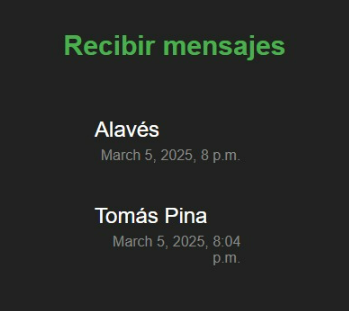 Recibir mensajes
Alavés
March 5, 2025, 8 p.m.
Tomás Pina
March 5, 2025, 8:04
p.m.